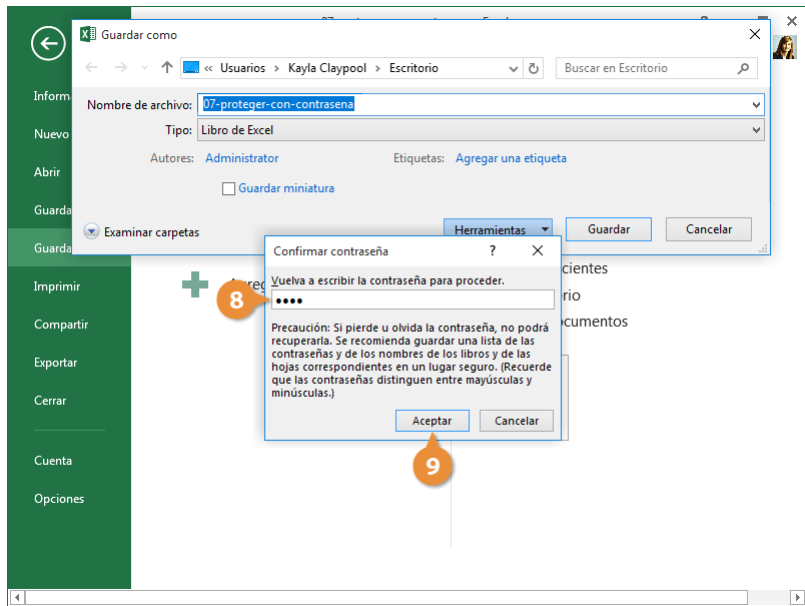 Guardar como
« Usuarios > Kayla Claypool > Escritorio
Buscar en Escritorio
Nombre de archivo: 07-proteger-con-contrasena
Tipo: Libro de Excel
Autores: Administrator
Etiquetas: Agregar una etiqueta
Guardar miniatura
Examinar carpetas
Herramientas
Guardar
Cancelar
Inform
Nuevo
Abrir
Guarda
Guarda
Imprimir
Compartir
Exportar
Cerrar
Cuenta
Opciones
Agreg
cientes
rio
ocumentos
Confirmar contraseña
?
Vuelva a escribir la contraseña para proceder.
8
Precaución: Si pierde u olvida la contraseña, no podrá
recuperarla. Se recomienda guardar una lista de las
contraseñas y de los nombres de los libros y de las
hojas correspondientes en un lugar seguro. (Recuerde
que las contraseñas distinguen entre mayúsculas y
minúsculas.)
Aceptar
Cancelar
9